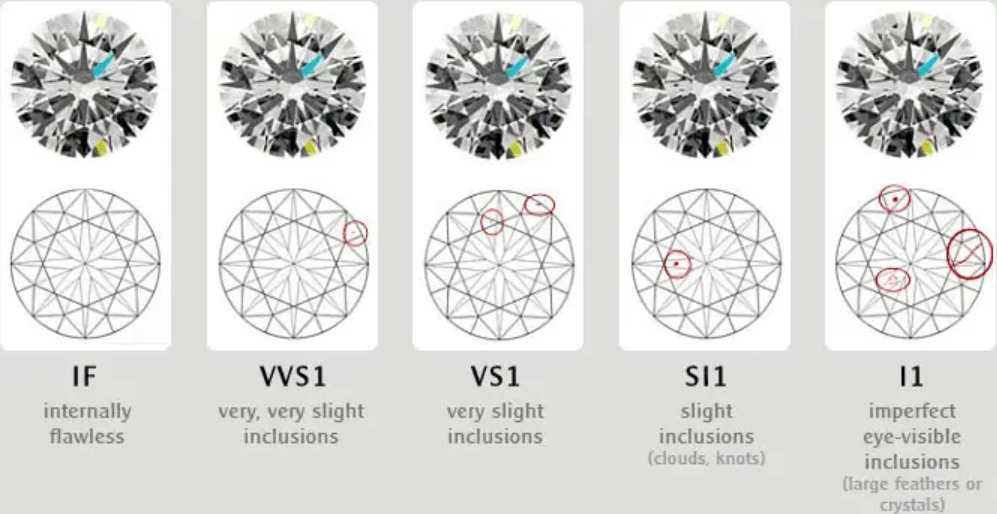 IF
internally
flawless
VVS1
very, very slight
inclusions
VS1
very slight
inclusions
SI1
slight
inclusions
(clouds, knots)
I1
imperfect
eye-visible
inclusions
(large feathers or
crystals)